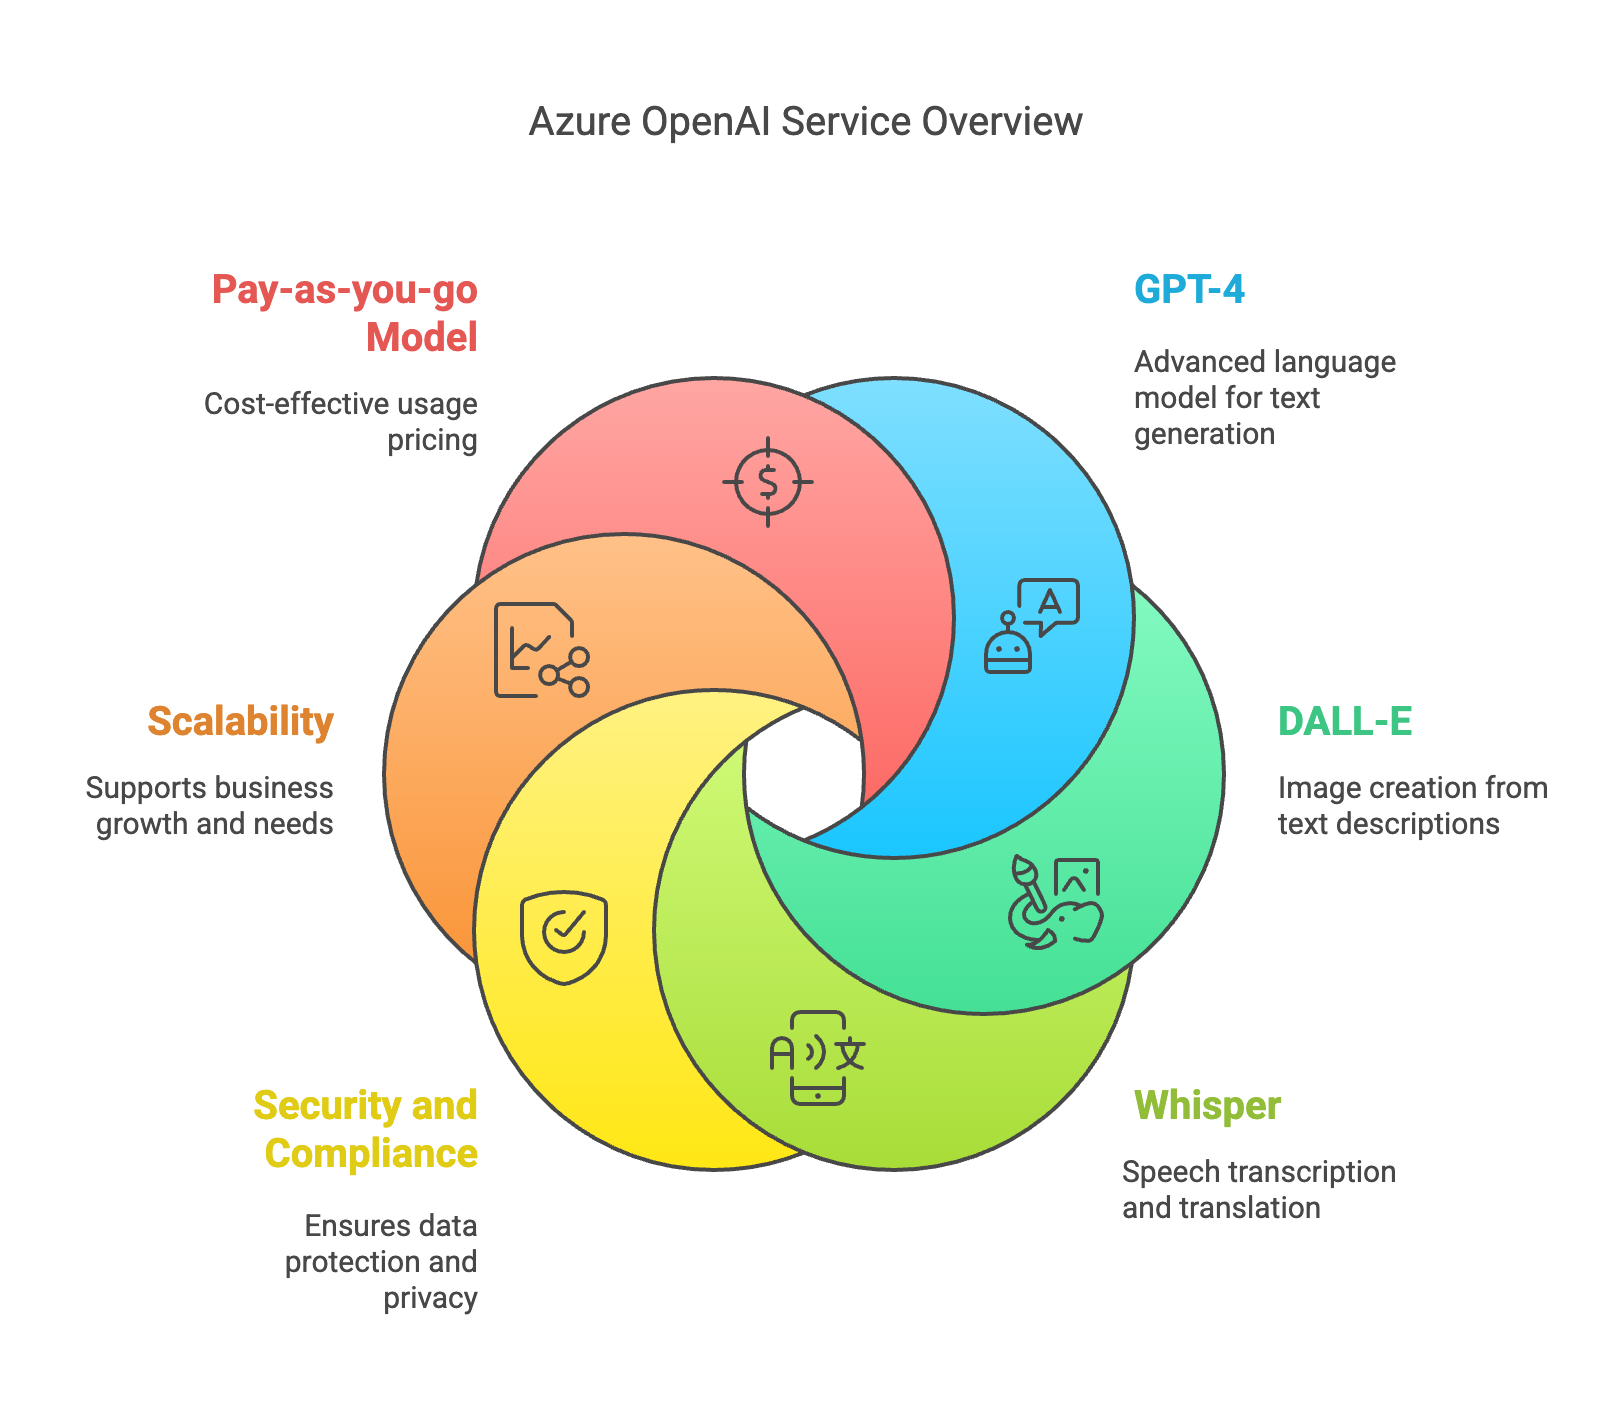 Azure OpenAI Service Overview
Pay-as-you-go
Model
Cost-effective usage
pricing
GPT-4
Advanced language
model for text
generation
$
A
Scalability
Supports business
growth and needs
DALL-E
Image creation from
text descriptions
A
文
Security and
Compliance
Ensures data
protection and
privacy
Whisper
Speech transcription
and translation